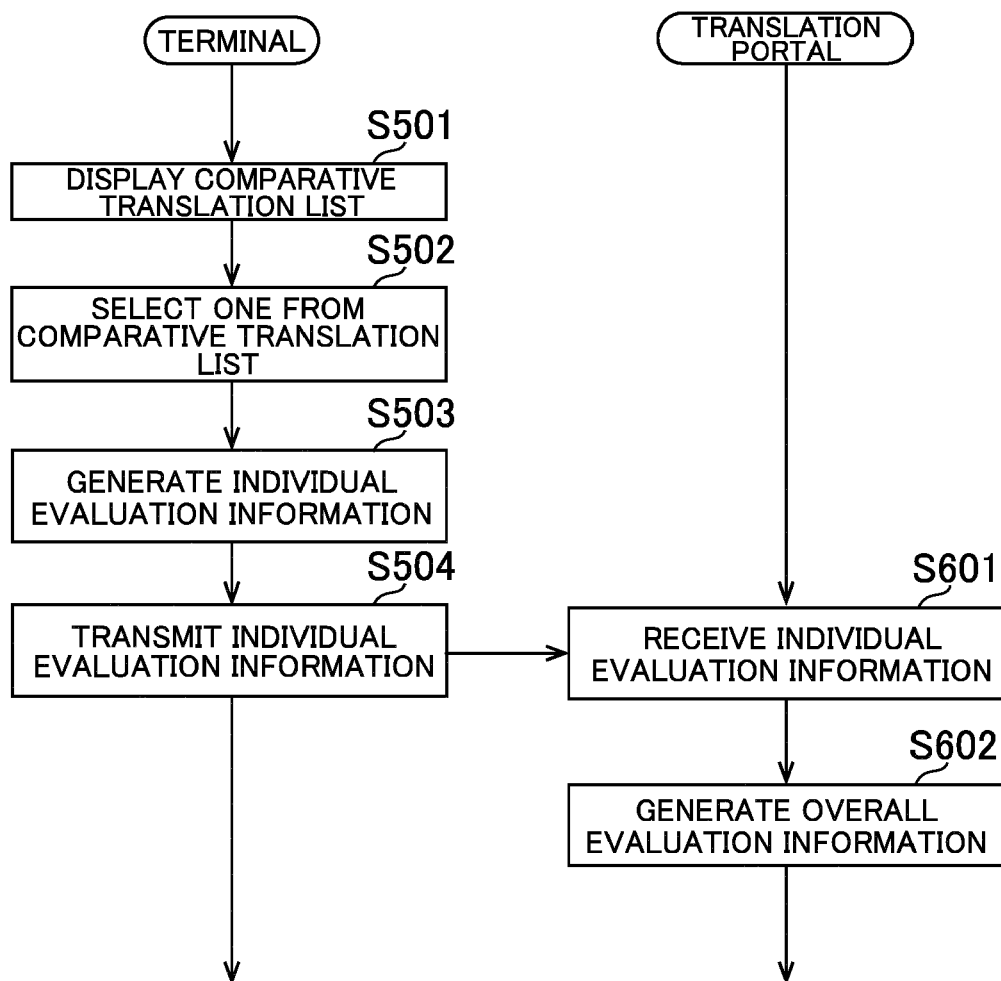 TERMINAL
TRANSLATION
PORTAL
S501
DISPLAY COMPARATIVE
TRANSLATION LIST
S502
SELECT ONE FROM
COMPARATIVE TRANSLATION
LIST
S503
GENERATE INDIVIDUAL
EVALUATION INFORMATION
S504
TRANSMIT INDIVIDUAL
EVALUATION INFORMATION
S601
RECEIVE INDIVIDUAL
EVALUATION INFORMATION
S602
GENERATE OVERALL
EVALUATION INFORMATION